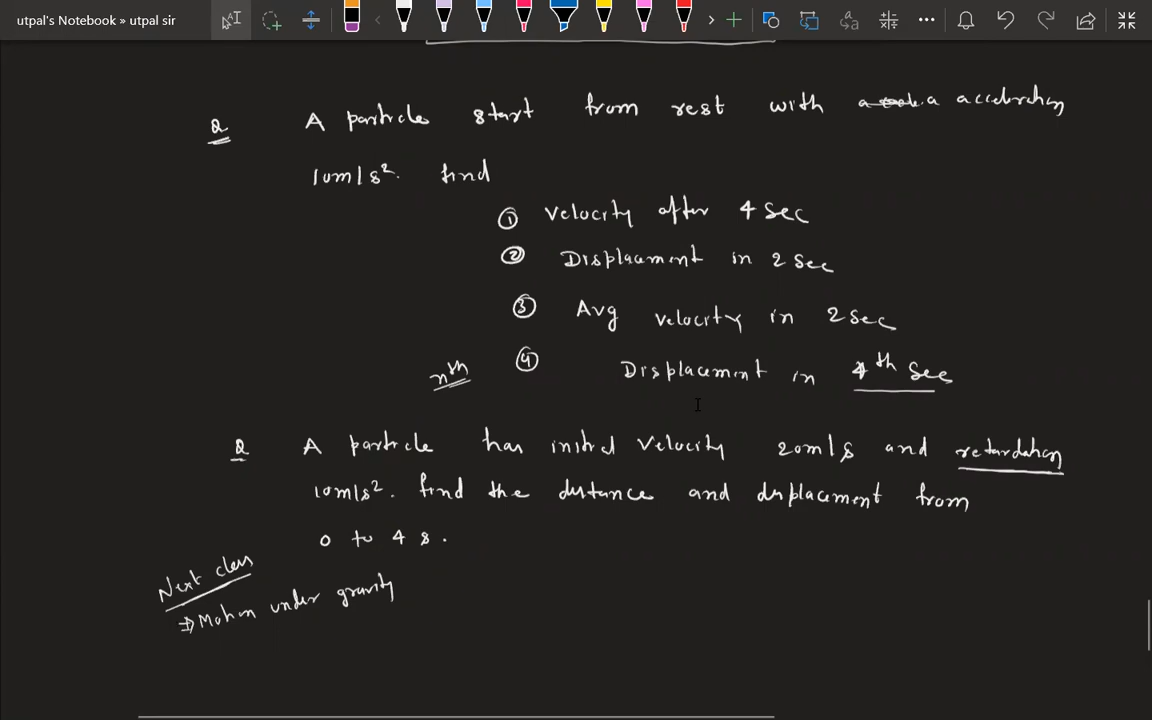 utpal's Notebook » utpal sir
Q A particle start from rest with a acceleration
10m/s². find
① Velocity after 4 sec
② Displacement in 2 sec
③ Avg velocity in 2 sec
nth ④ Displacement in 4th sec
Q A particle has initial velocity 20m/s and retardation
10m/s². find the distance and displacement from
0 to 4 s.
Next class
⇒ Motion under gravity